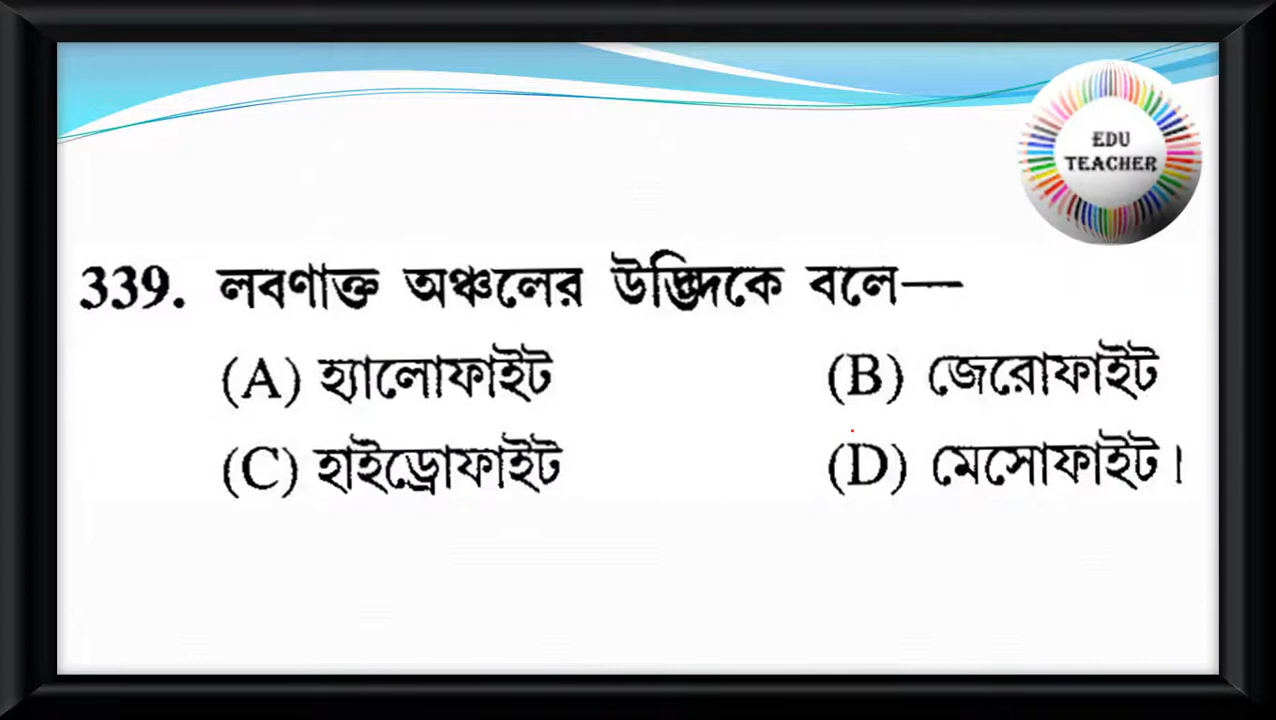 EDU
TEACHER
339. লবণাক্ত অঞ্চলের উদ্ভিদকে বলে—
(A) হ্যালোফাইট (B) জেরোফাইট
(C) হাইড্রোফাইট (D) মেসোফাইট।